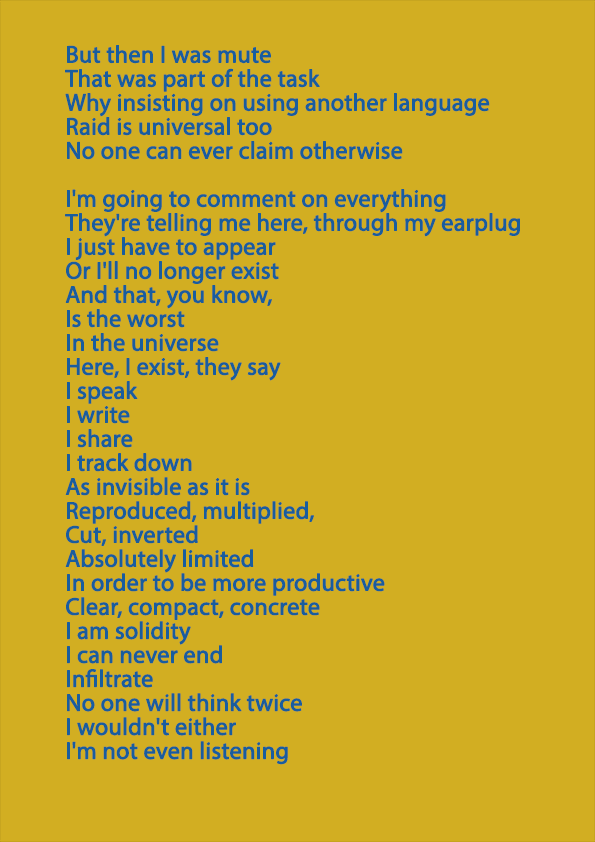 But then I was mute
That was part of the task
Why insisting on using another language
Raid is universal too
No one can ever claim otherwise
I'm going to comment on everything
They're telling me here, through my earplug
I just have to appear
Or I'll no longer exist
And that, you know,
Is the worst
In the universe
Here, I exist, they say
I speak
I write
I share
I track down
As invisible as it is
Reproduced, multiplied,
Cut, inverted
Absolutely limited
In order to be more productive
Clear, compact, concrete
I am solidity
I can never end
Infiltrate
No one will think twice
I wouldn't either
I'm not even listening